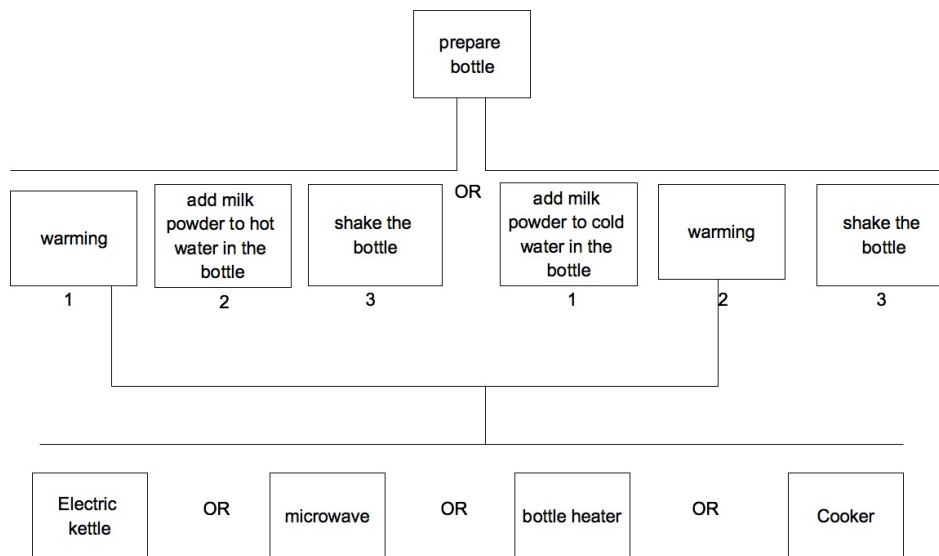 prepare
bottle
OR
warming
1
add milk
powder to hot
water in the
bottle
2
shake the
bottle
3
add milk
powder to cold
water in the
bottle
1
warming
2
shake the
bottle
3
Electric
kettle
OR
microwave
OR
bottle heater
OR
Cooker